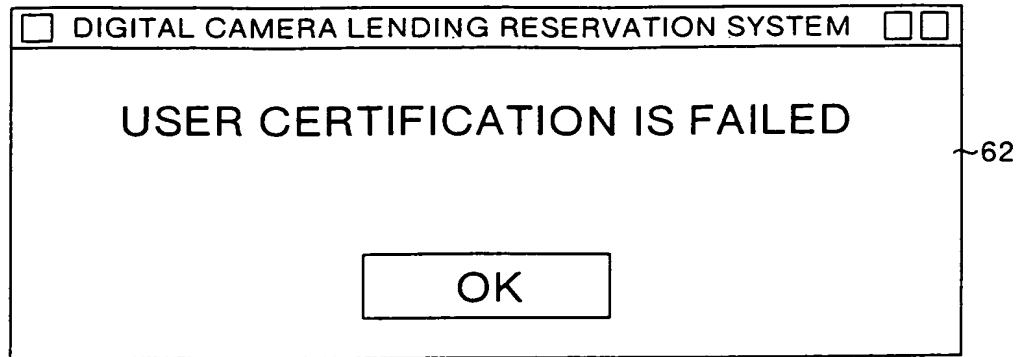 DIGITAL CAMERA LENDING RESERVATION SYSTEM
USER CERTIFICATION IS FAILED
62
OK